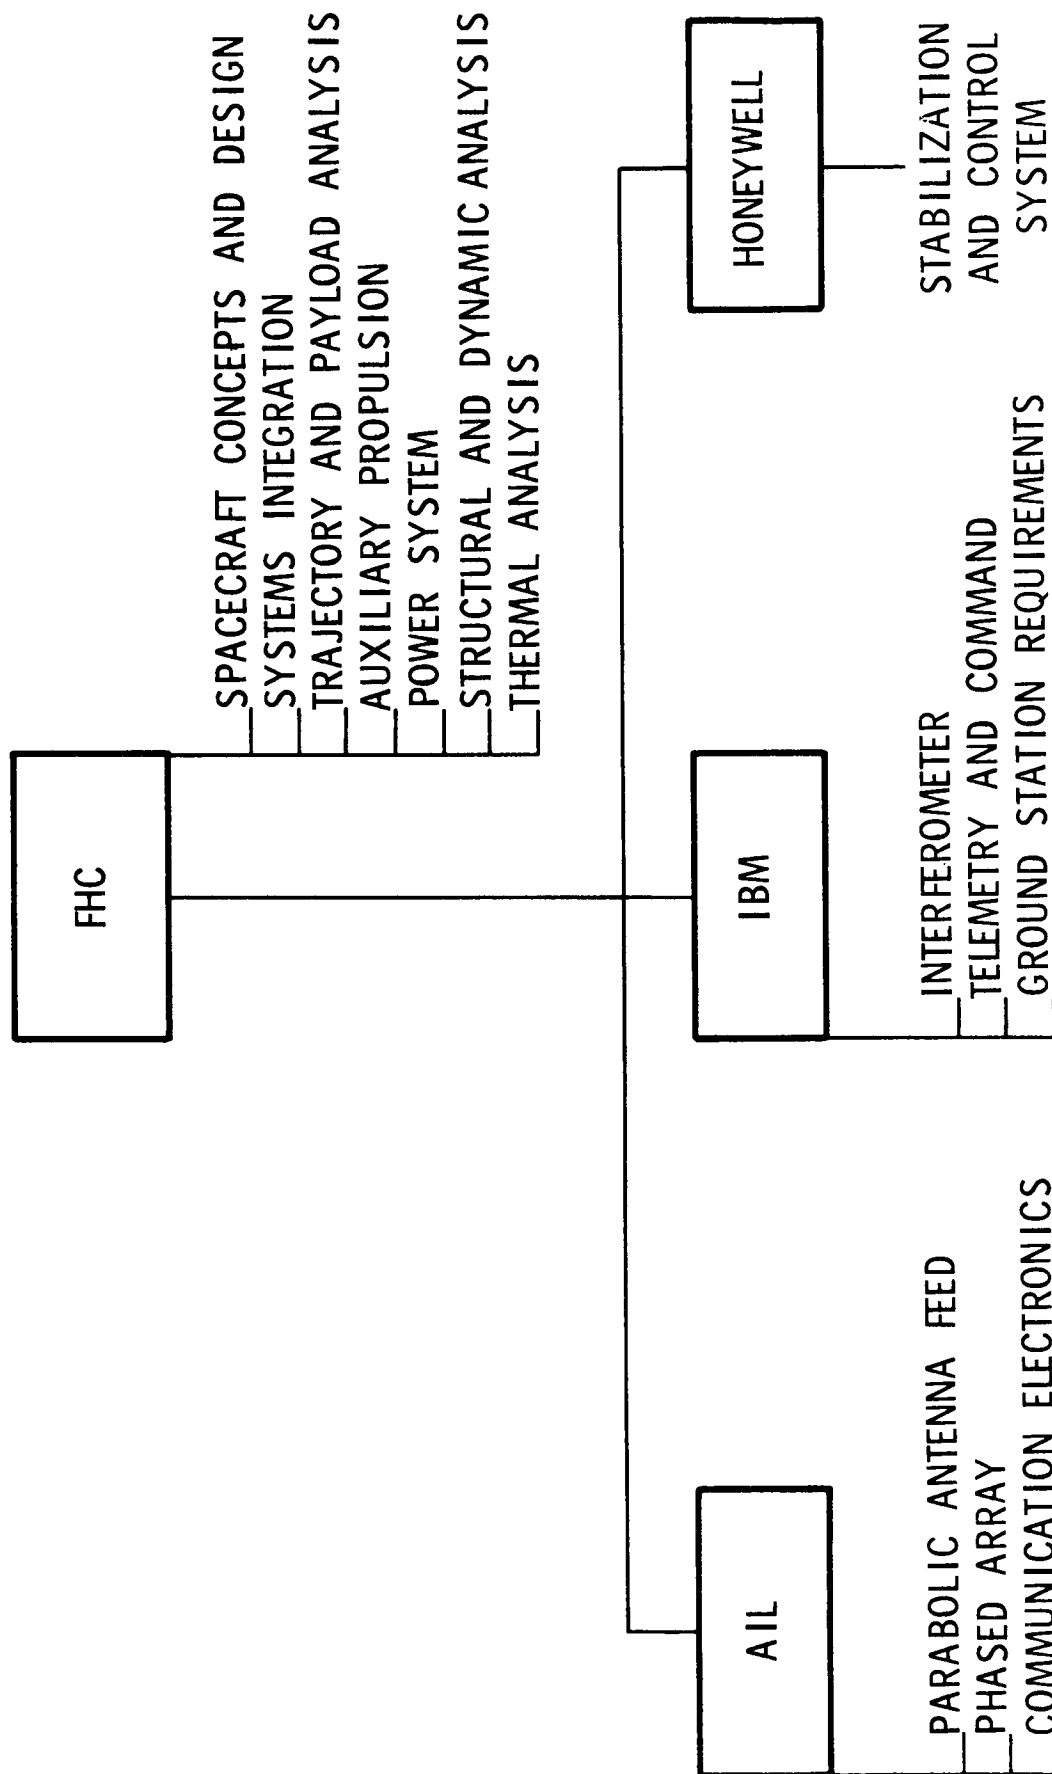 FHC
SPACECRAFT CONCEPTS AND DESIGN
SYSTEMS INTEGRATION
TRAJECTORY AND PAYLOAD ANALYSIS
AUXILIARY PROPULSION
POWER SYSTEM
STRUCTURAL AND DYNAMIC ANALYSIS
THERMAL ANALYSIS
AIL
PARABOLIC ANTENNA FEED
PHASED ARRAY
COMMUNICATION ELECTRONICS
IBM
INTERFEROMETER
TELEMETRY AND COMMAND
GROUND STATION REQUIREMENTS
HONEYWELL
STABILIZATION
AND CONTROL
SYSTEM